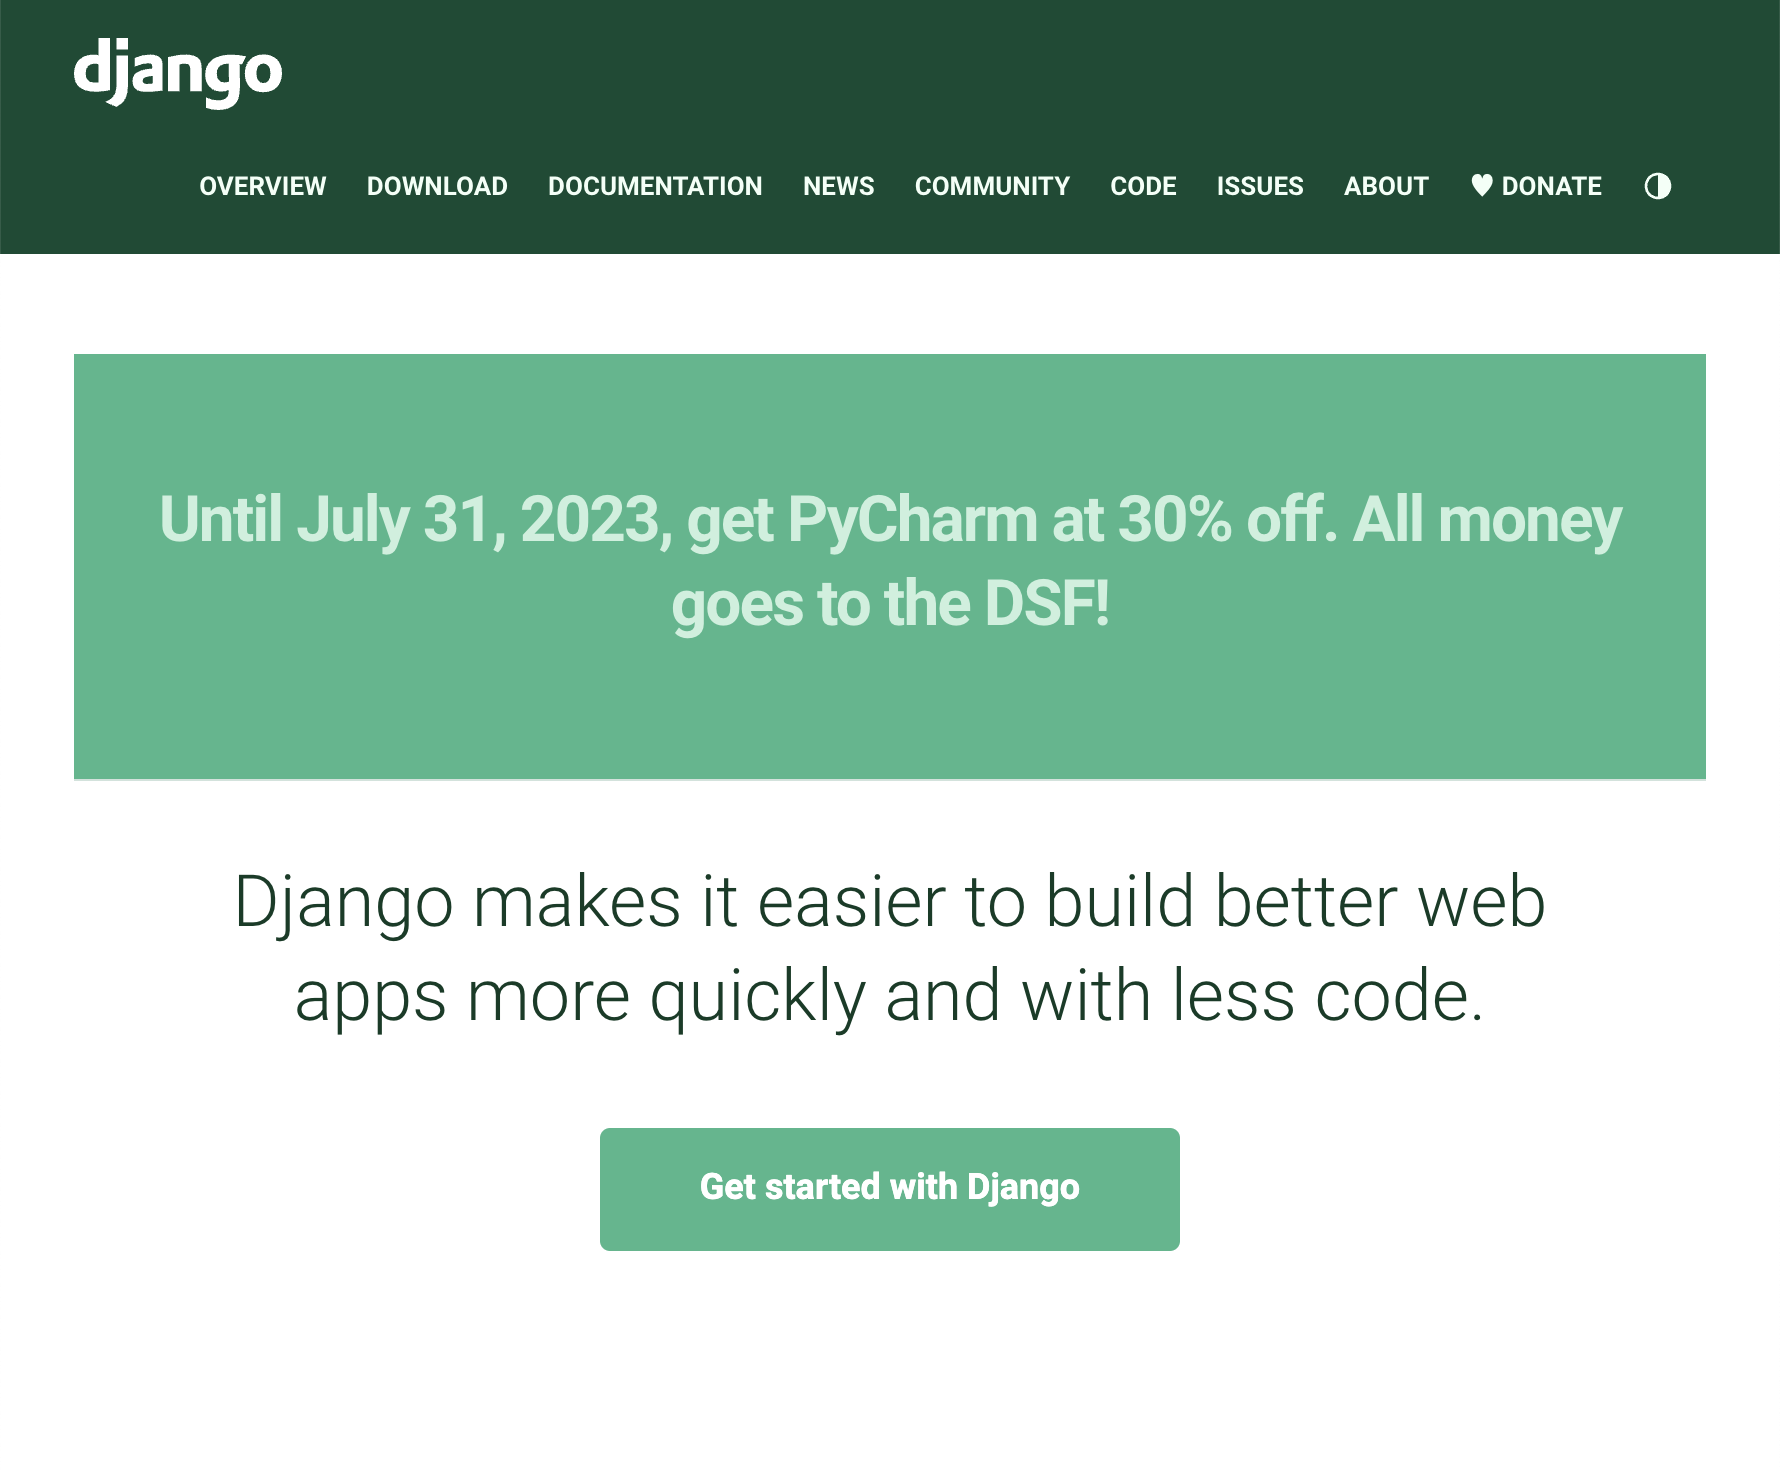 django
OVERVIEW DOWNLOAD DOCUMENTATION NEWS COMMUNITY CODE ISSUES ABOUT ♥ DONATE
Until July 31, 2023, get PyCharm at 30% off. All money
goes to the DSF!
Django makes it easier to build better web
apps more quickly and with less code.
Get started with Django